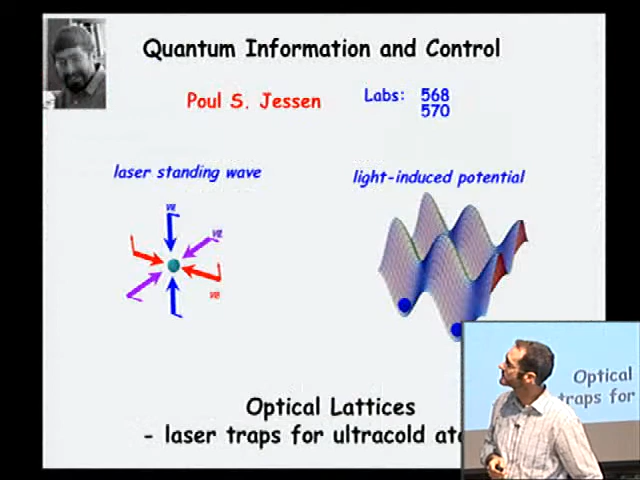 Quantum Information and Control
Poul S. Jessen
Labs: 568
570
laser standing wave
light-induced potential
Optical Lattices
- laser traps for ultracold
Optical
traps for